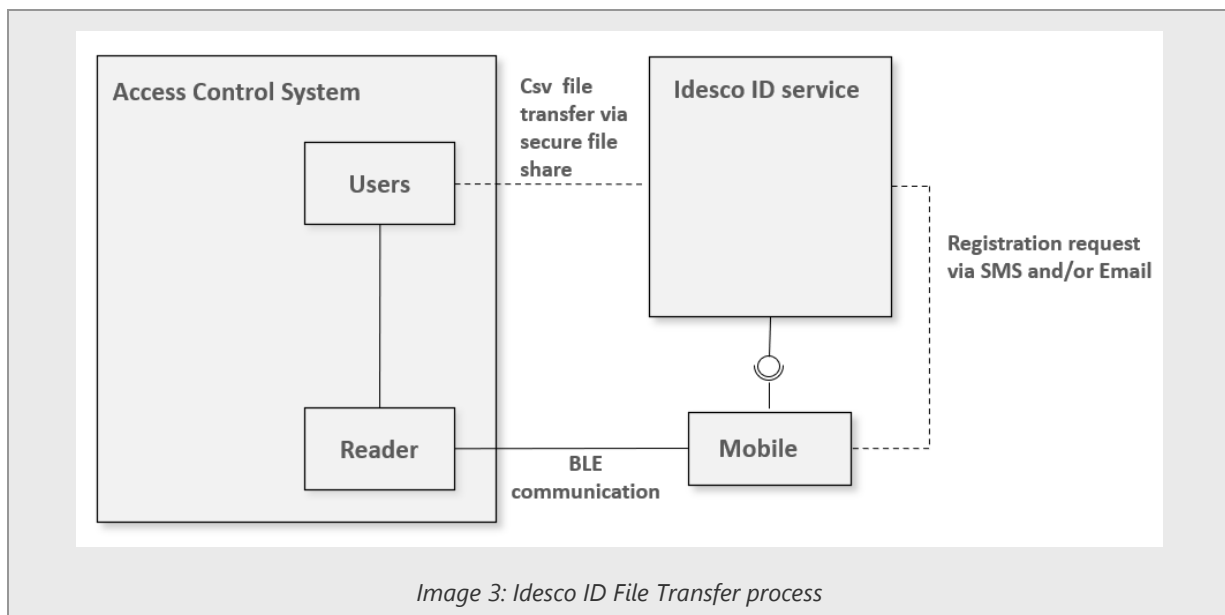 Access Control System
Csv file
transfer via
secure file
share
Idesco ID service
Users
Registration request
via SMS and/or Email
Reader
BLE
communication
Mobile
Image 3: Idesco ID File Transfer process